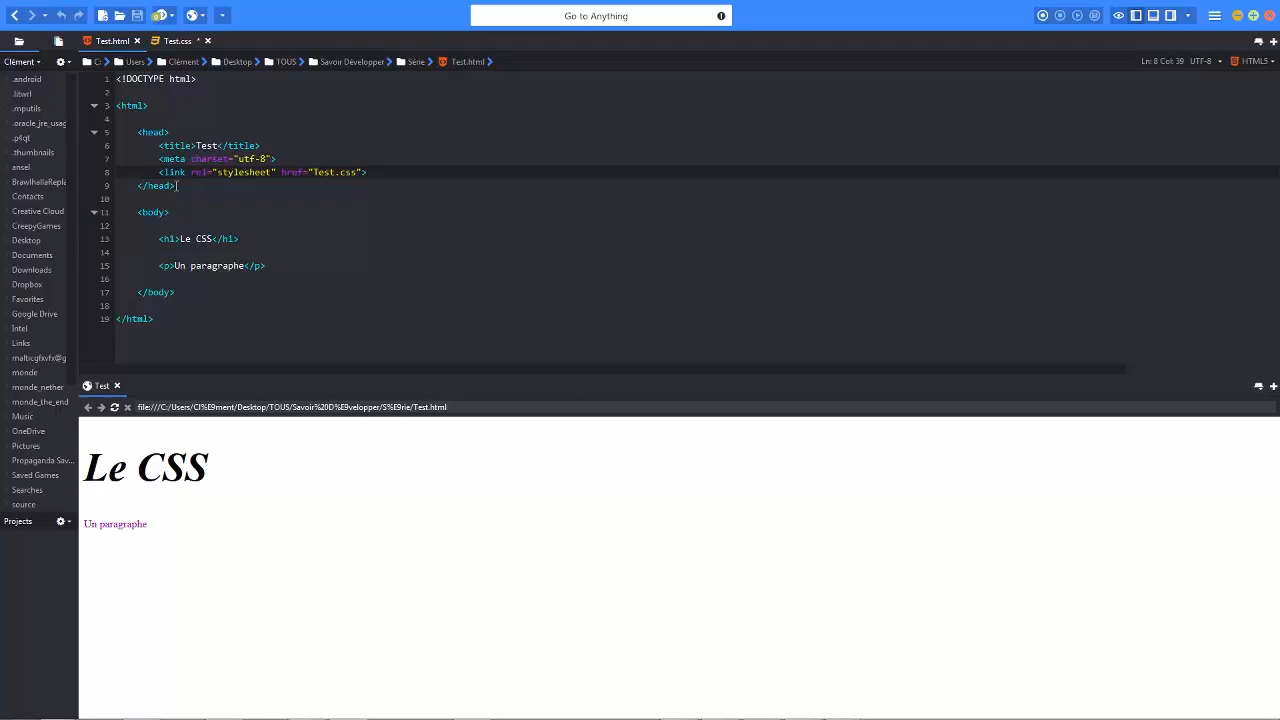 Go to Anything
Test.html
Test.css *
Clément
C:
Users
Clément
Desktop
TOUS
Savoir Développer
Série
Test.html
Ln: 8 Col: 39
UTF-8
HTML5
.android
.litwrl
.mputils
.oracle_jre_usag
.p4qt
.thumbnails
ansel
BrawlhallaRepla
Contacts
Creative Cloud
CreepyGames
Desktop
Documents
Downloads
Dropbox
Favorites
Google Drive
Intel
Links
malticgfxvfx@g
monde
monde_nether
monde_the_end
Music
OneDrive
Pictures
Propaganda Sav...
Saved Games
Searches
source
Projects
1 <!DOCTYPE html>
2
3 <html>
4
5 <head>
6 <title>Test</title>
7 <meta charset="utf-8">
8 <link rel="stylesheet" href="Test.css">
9 </head>
10
11 <body>
12
13 <h1>Le CSS</h1>
14
15 <p>Un paragraphe</p>
16
17 </body>
18
19 </html>
Test
file:///C:/Users/Cl%E9ment/Desktop/TOUS/Savoir%20D%E9velopper/S%E9rie/Test.html
Le CSS
Un paragraphe